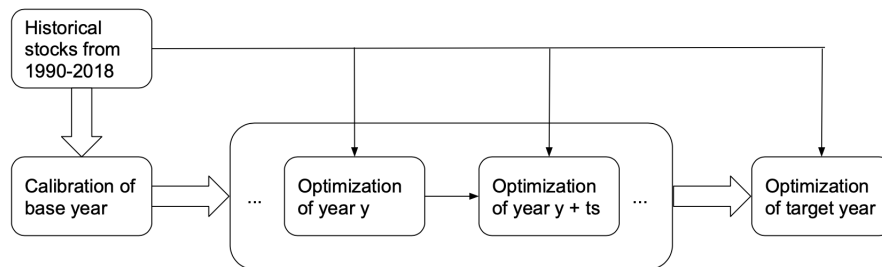 Historical
stocks from
1990-2018
Calibration of
base year
...
Optimization
of year y
Optimization
of year y + ts
...
Optimization
of target year